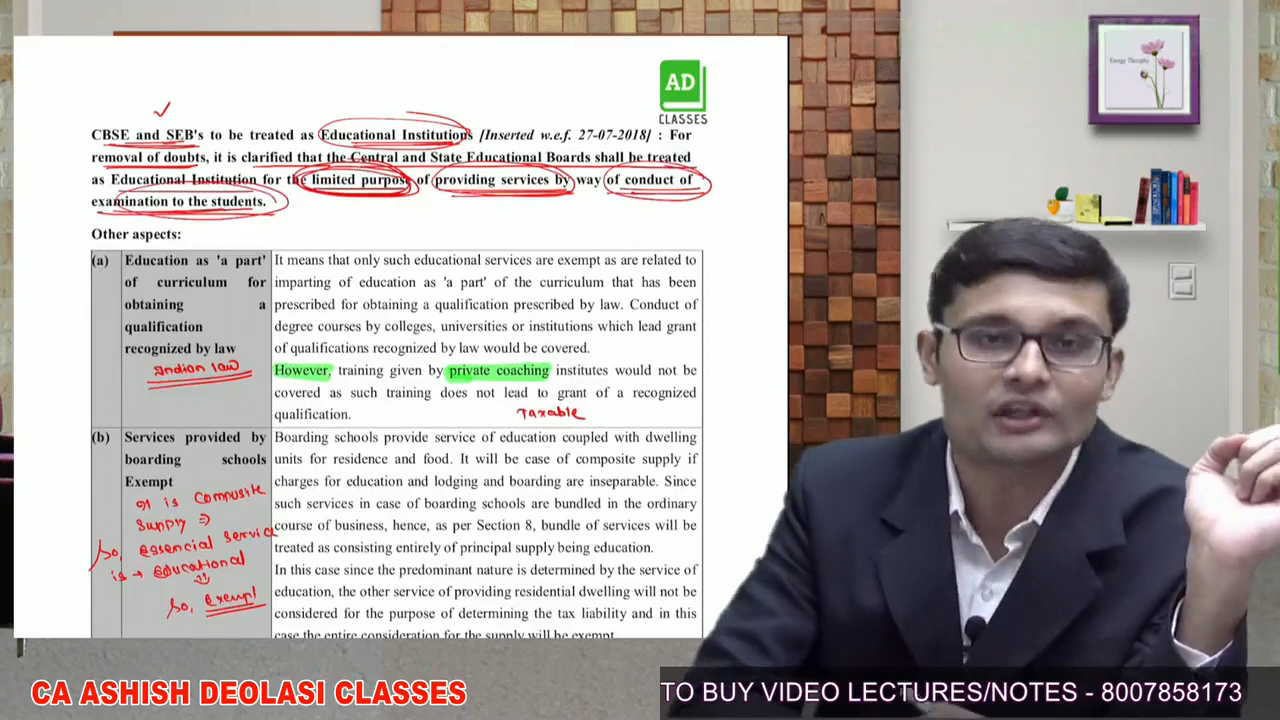 AD
CLASSES
CBSE and SEB's to be treated as Educational Institutions [Inserted w.e.f. 27-07-2018] : For
removal of doubts, it is clarified that the Central and State Educational Boards shall be treated
as Educational Institution for the limited purpose of providing services by way of conduct of
examination to the students.
Other aspects:
(a) Education as 'a part'
of curriculum for
obtaining a
qualification
recognized by law
Indian law
It means that only such educational services are exempt as are related to
imparting of education as 'a part' of the curriculum that has been
prescribed for obtaining a qualification prescribed by law. Conduct of
degree courses by colleges, universities or institutions which lead grant
of qualifications recognized by law would be covered.
However, training given by private coaching institutes would not be
covered as such training does not lead to grant of a recognized
qualification.
Taxable
(b) Services provided by
boarding schools
Exempt
It is composite
supply ⇒
So, essencial service
is → educational
So, exempt
Boarding schools provide service of education coupled with dwelling
units for residence and food. It will be case of composite supply if
charges for education and lodging and boarding are inseparable. Since
such services in case of boarding schools are bundled in the ordinary
course of business, hence, as per Section 8, bundle of services will be
treated as consisting entirely of principal supply being education.
In this case since the predominant nature is determined by the service of
education, the other service of providing residential dwelling will not be
considered for the purpose of determining the tax liability and in this
case the entire consideration for the supply will be exempt.
Energy Theraphy
CA ASHISH DEOLASI CLASSES
TO BUY VIDEO LECTURES/NOTES - 8007858173